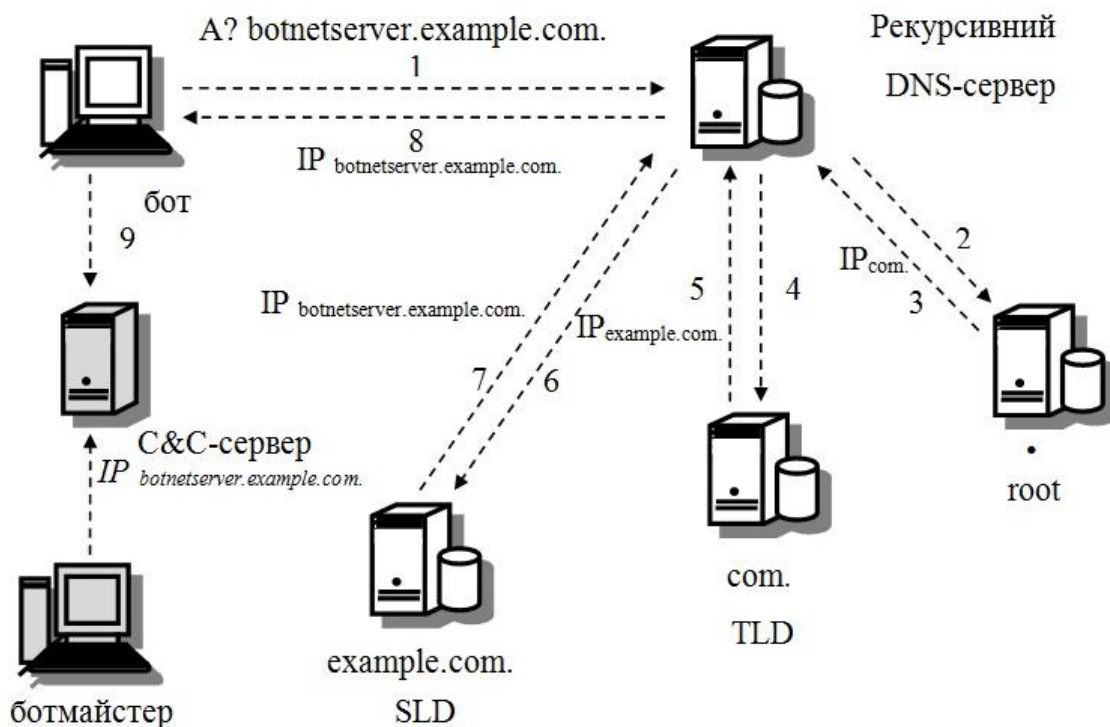 A? botnetserver.example.com.
1
8
IP botnetserver.example.com.
Рекурсивний
DNS-сервер
бот
9
2
IPcom.
3
IP botnetserver.example.com.
5
4
IPexample.com.
7
6
C&C-сервер
IP botnetserver.example.com.
.
root
com.
TLD
example.com.
SLD
ботмайстер